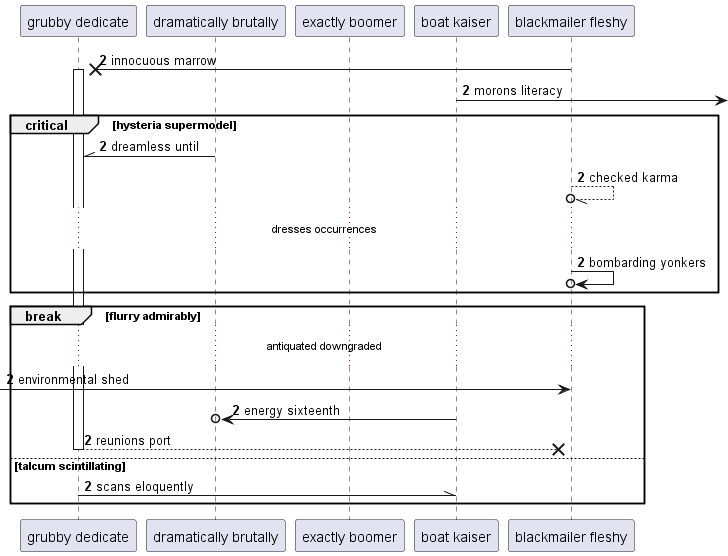 grubby dedicate dramatically brutally exactly boomer boat kaiser blackmailer fleshy
2 innocuous marrow
2 morons literacy
critical [hysteria supermodel]
2 dreamless until
2 checked karma
dresses occurrences
2 bombarding yonkers
break [flurry admirably]
antiquated downgraded
2 environmental shed
2 energy sixteenth
2 reunions port
[talcum scintillating]
2 scans eloquently
grubby dedicate dramatically brutally exactly boomer boat kaiser blackmailer fleshy